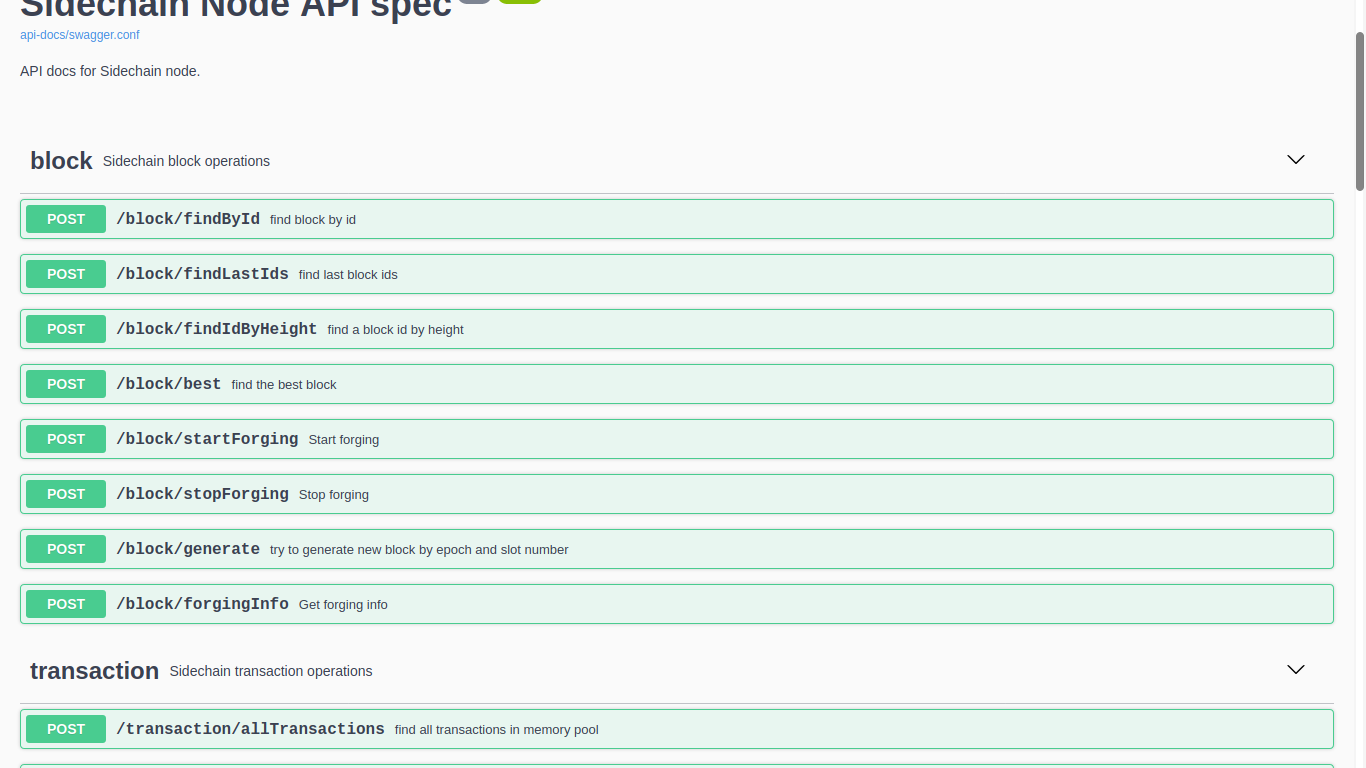 Sidechain Node API spec
api-docs/swagger.conf
API docs for Sidechain node.
block Sidechain block operations
POST /block/findById find block by id
POST /block/findLastIds find last block ids
POST /block/findIdByHeight find a block id by height
POST /block/best find the best block
POST /block/startForging Start forging
POST /block/stopForging Stop forging
POST /block/generate try to generate new block by epoch and slot number
POST /block/forgingInfo Get forging info
transaction Sidechain transaction operations
POST /transaction/allTransactions find all transactions in memory pool